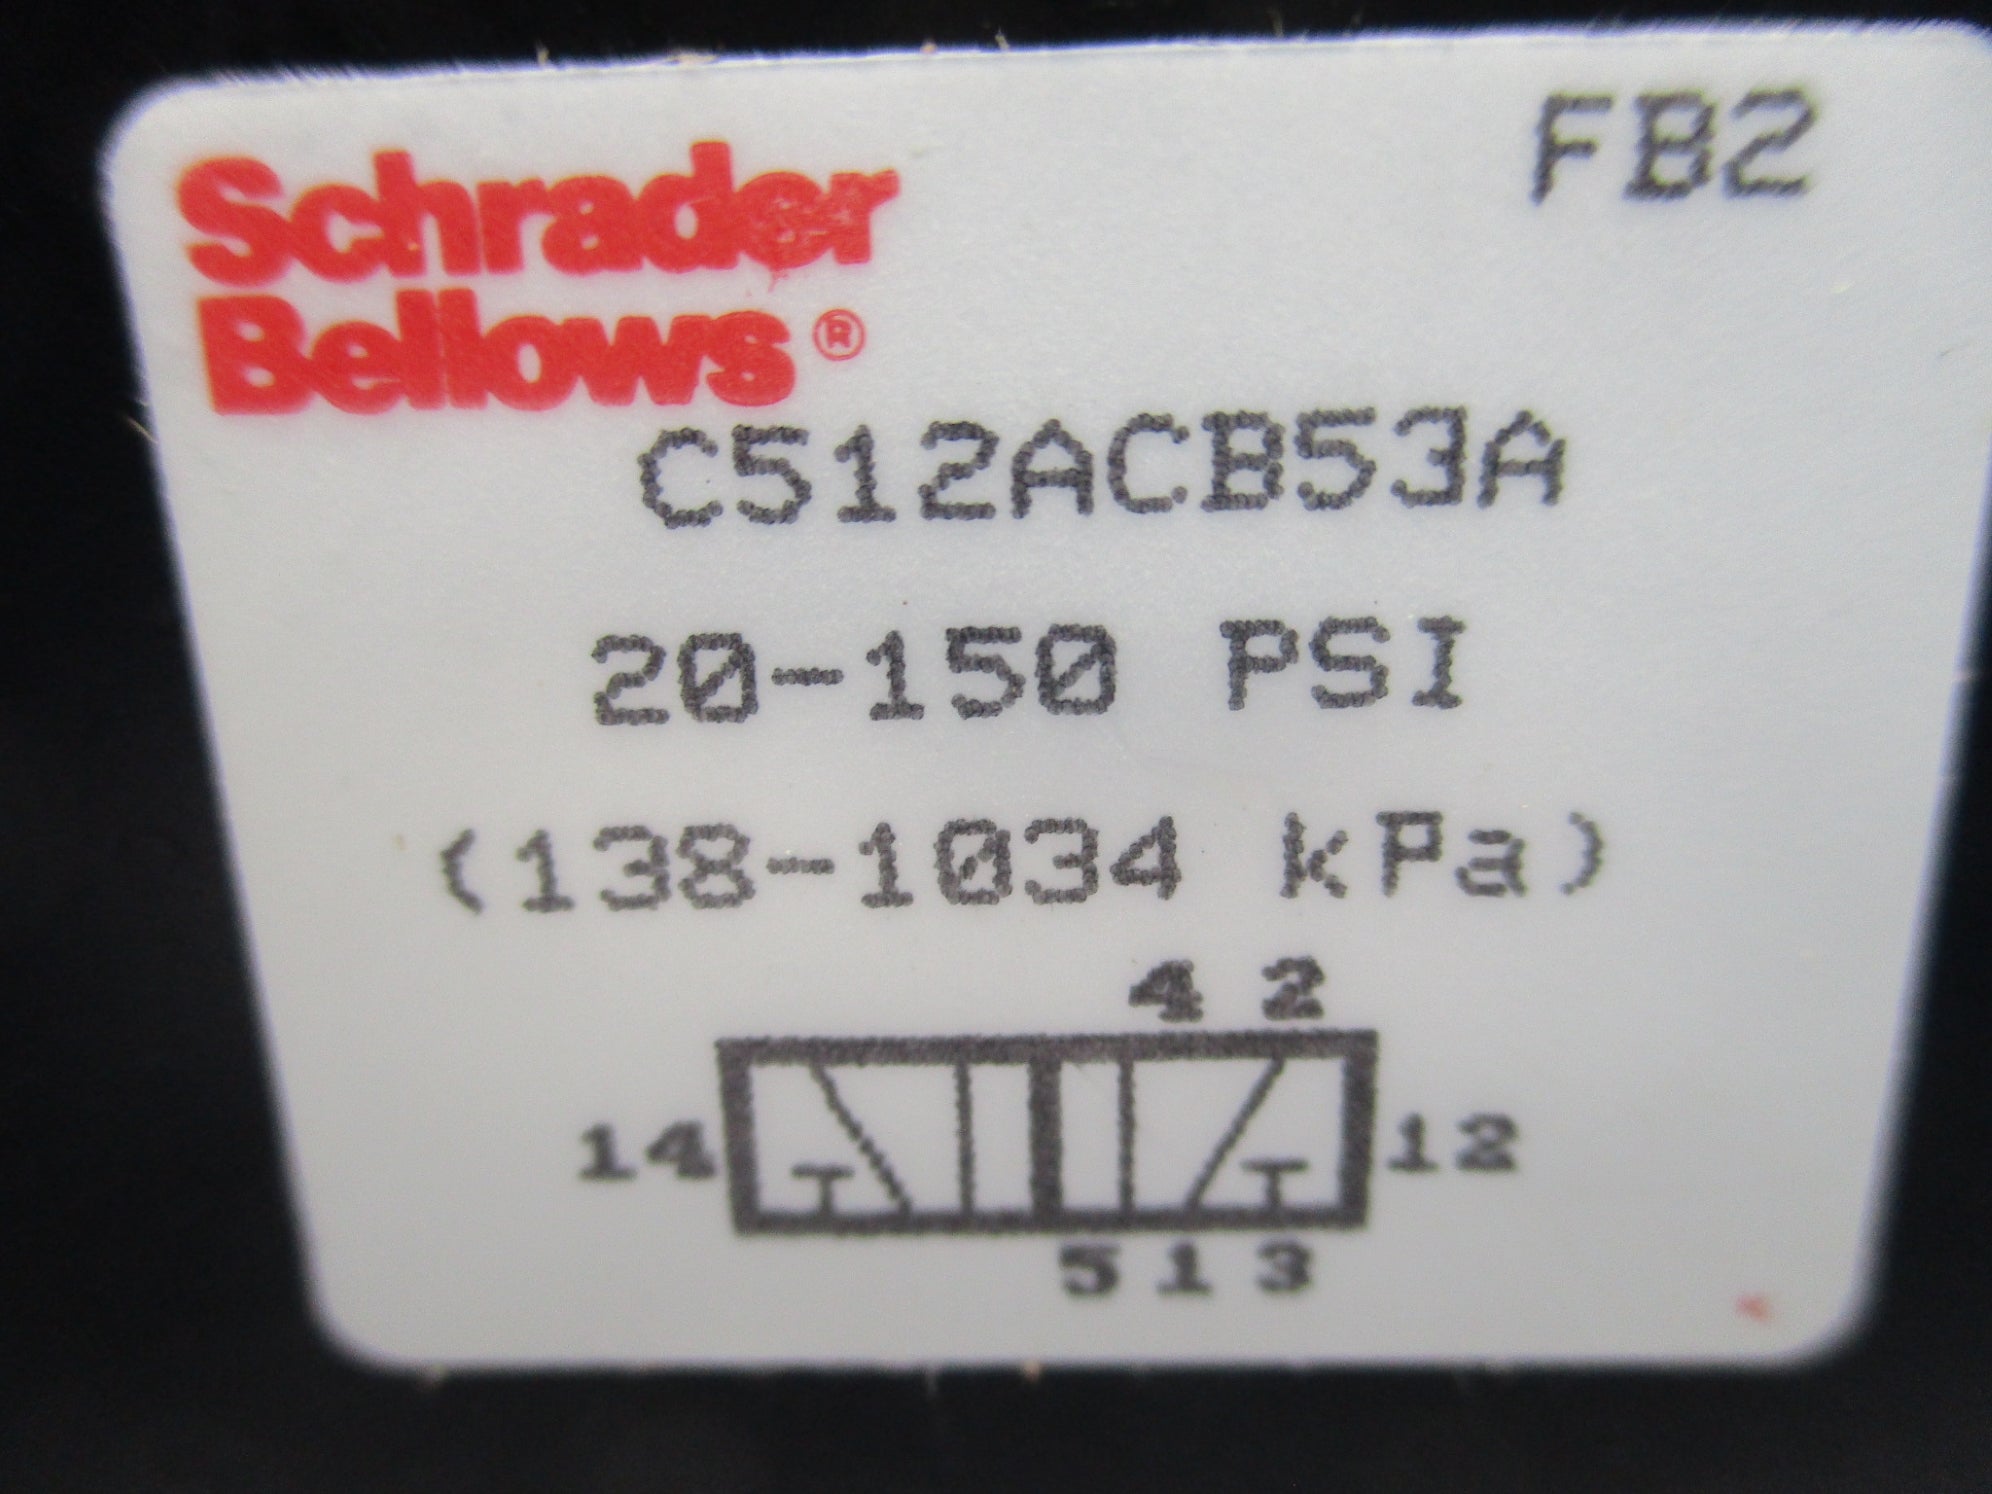 FB2
Schrader
Bellows®
C512ACB53A
20-150 PSI
(138-1034 kPa)
4 2
14 12
5 1 3